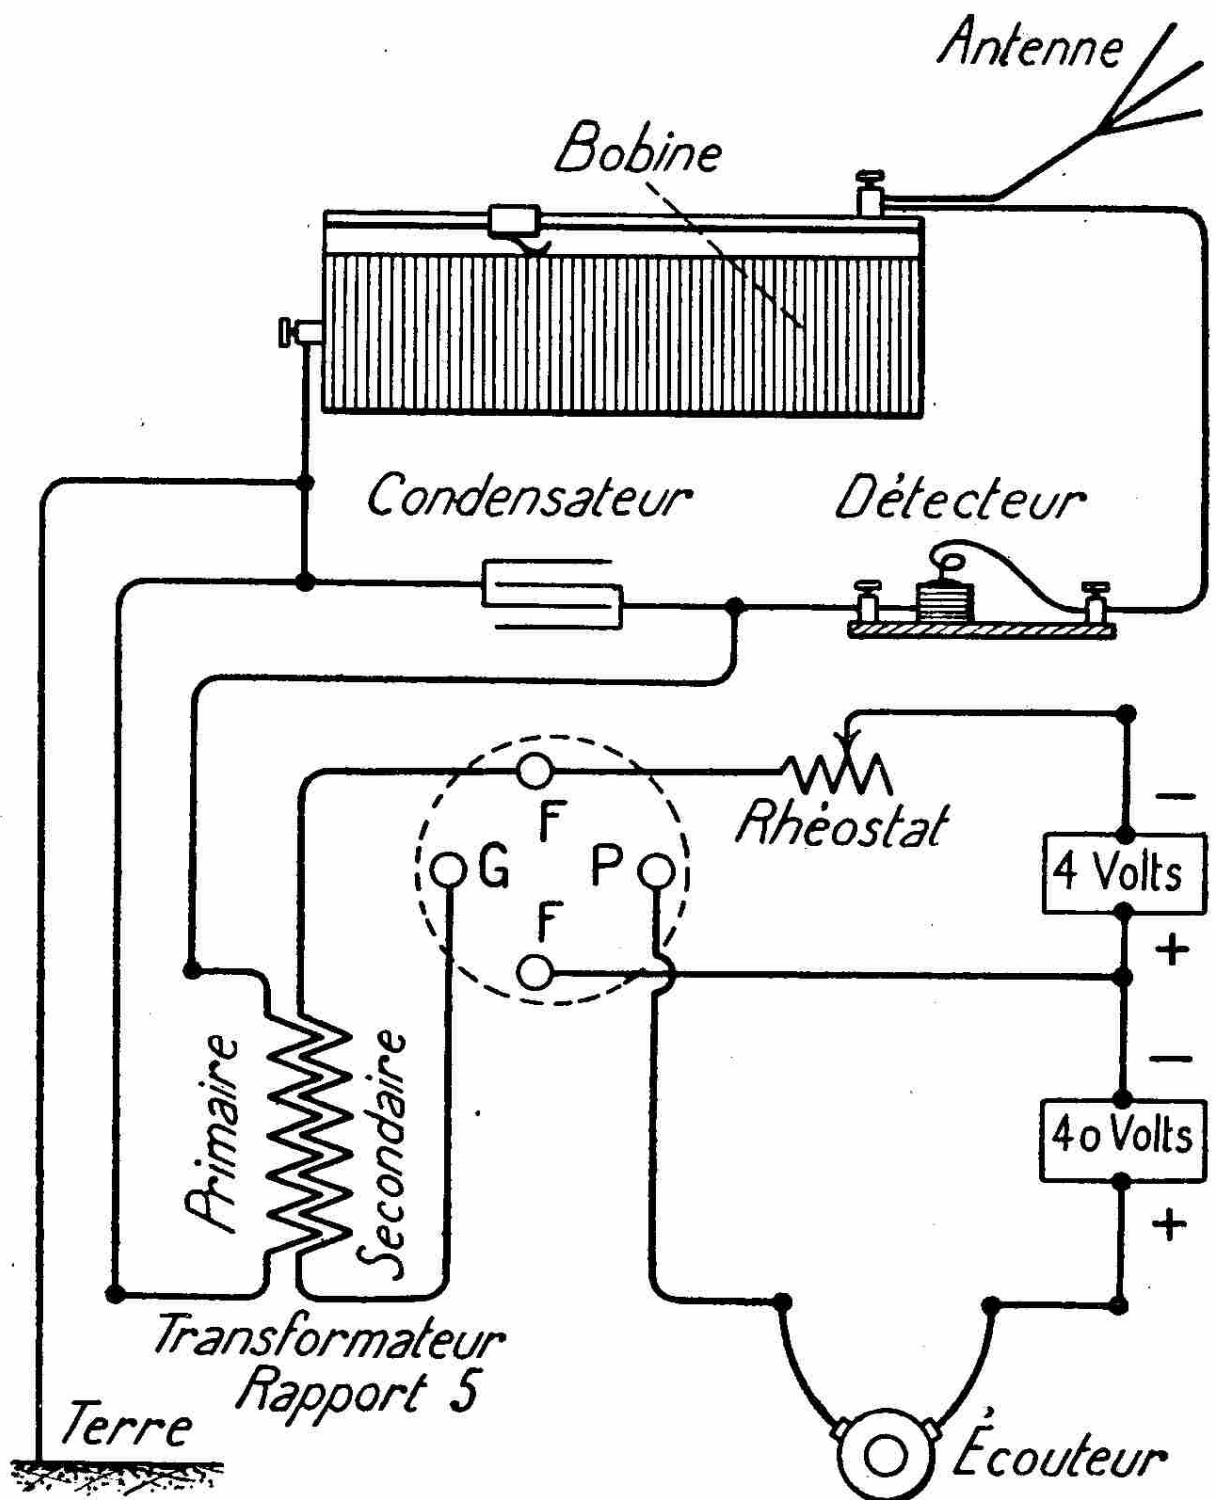 Antenne
Bobine
Condensateur
Détecteur
F
Rhéostat
−
G
P
4 Volts
F
+
−
Primaire
Secondaire
40 Volts
+
Transformateur
Rapport 5
Terre
Écouteur